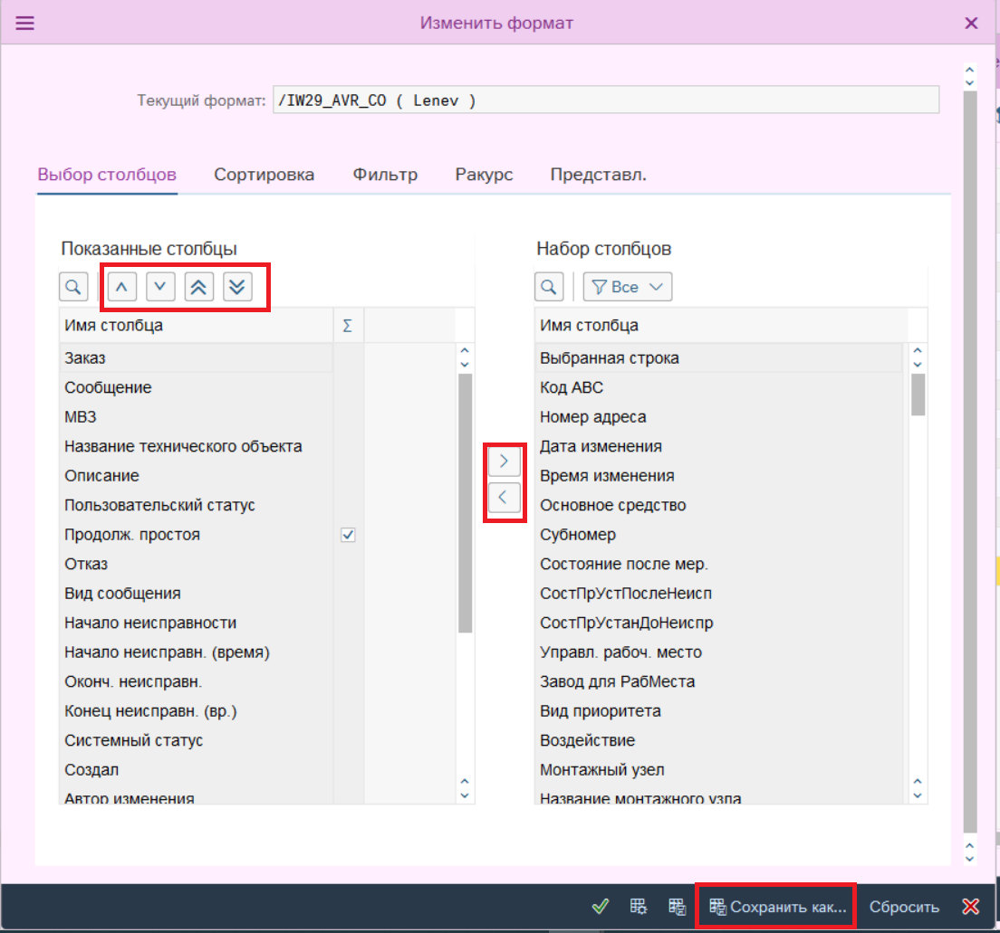 Изменить формат
Текущий формат: /IW29_AVR_CO ( Lenev )
Выбор столбцов Сортировка Фильтр Ракурс Представл.
Показанные столбцы
Имя столбца Σ
Заказ
Сообщение
МВЗ
Название технического объекта
Описание
Пользовательский статус
Продолж. простоя
Отказ
Вид сообщения
Начало неисправности
Начало неисправн. (время)
Оконч. неисправн.
Конец неисправн. (вр.)
Системный статус
Создал
Автор изменения
Набор столбцов
Все
Имя столбца
Выбранная строка
Код ABC
Номер адреса
Дата изменения
Время изменения
Основное средство
Субномер
Состояние после мер.
СостПрУстПослеНеисп
СостПрУстанДоНеиспр
Управл. рабоч. место
Завод для РабМеста
Вид приоритета
Воздействие
Монтажный узел
Название монтажного узла
Сохранить как... Сбросить